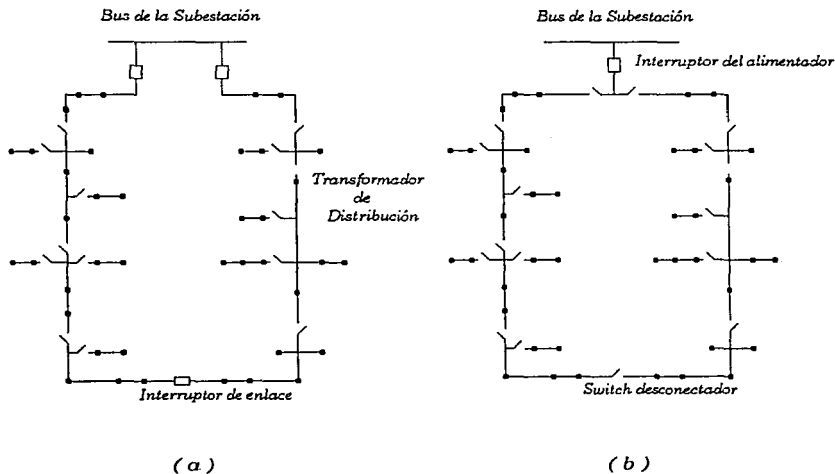 Bus de la Subestación
Bus de la Subestación
Interruptor del alimentador
Transformador
de
Distribución
Interruptor de enlace
Switch desconectador
( a )
( b )